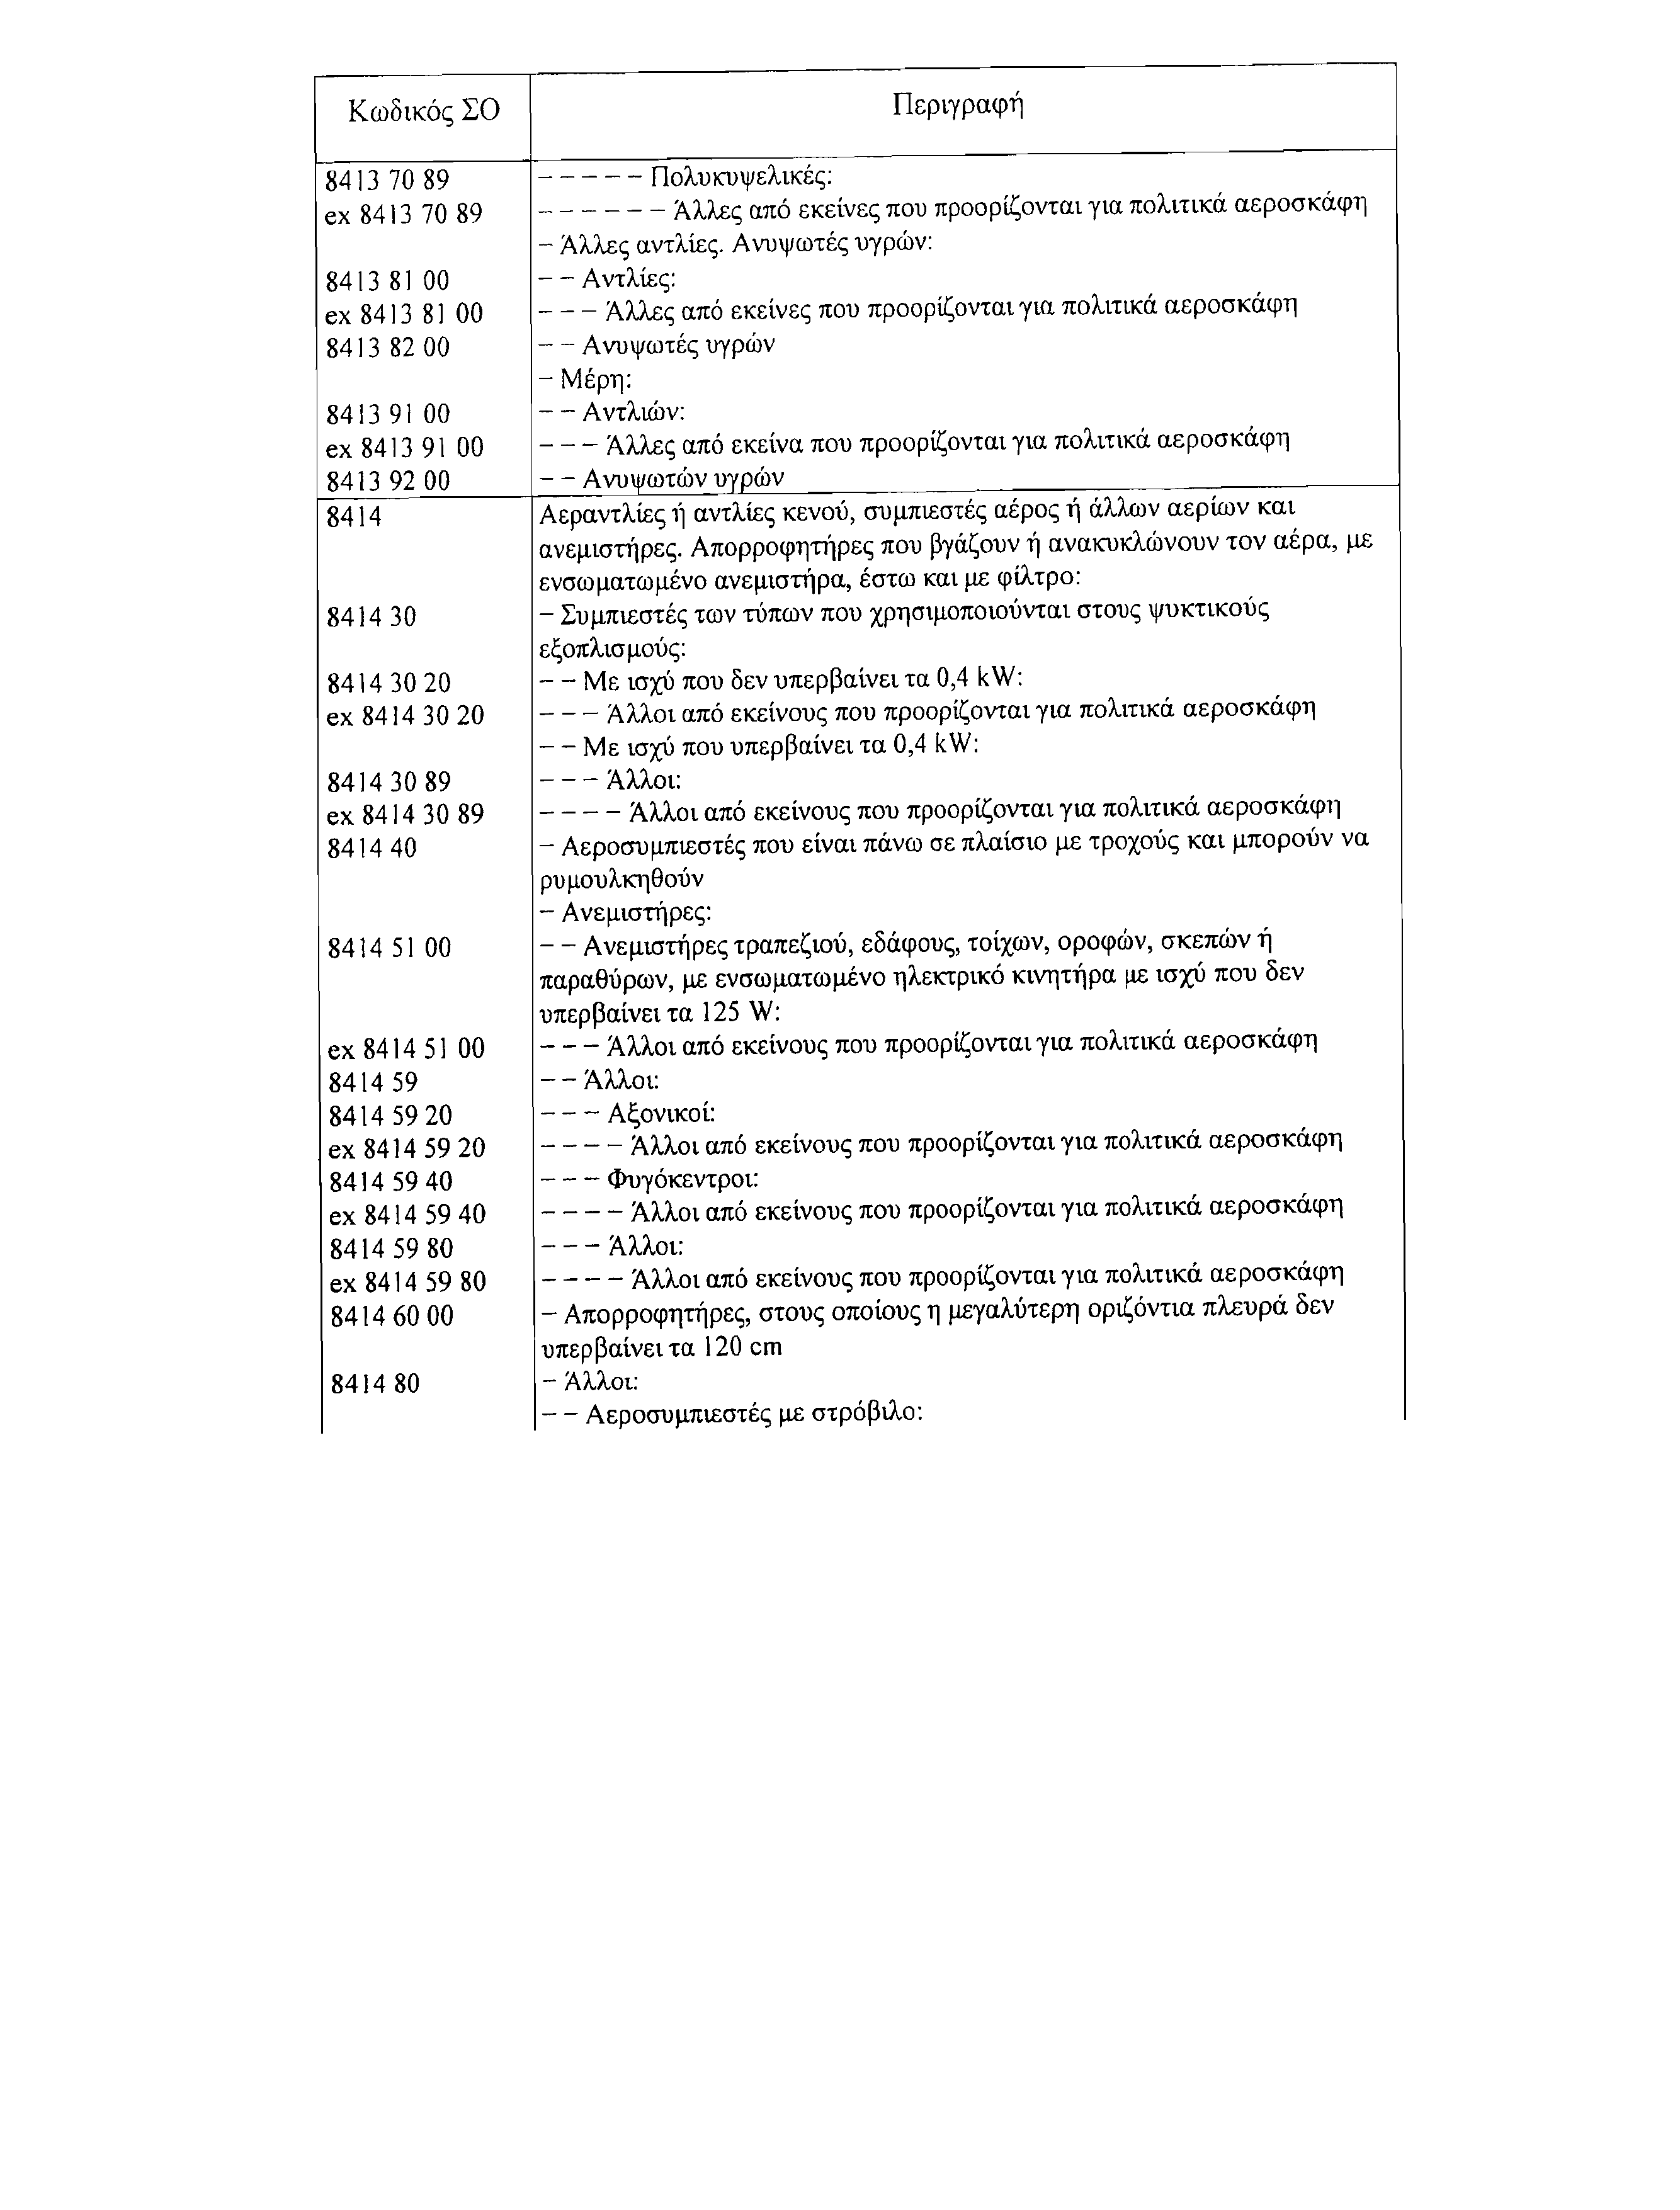 Κωδικός ΣΟ Περιγραφή
8413 70 89 – – – – – Πολυκυψελικές:
ex 8413 70 89 – – – – – – Άλλες από εκείνες που προορίζονται για πολιτικά αεροσκάφη
– Άλλες αντλίες. Ανυψωτές υγρών:
8413 81 00 – – Αντλίες:
ex 8413 81 00 – – – Άλλες από εκείνες που προορίζονται για πολιτικά αεροσκάφη
8413 82 00 – – Ανυψωτές υγρών
– Μέρη:
8413 91 00 – – Αντλιών:
ex 8413 91 00 – – – Άλλες από εκείνα που προορίζονται για πολιτικά αεροσκάφη
8413 92 00 – – Ανυψωτών υγρών
8414 Αεραντλίες ή αντλίες κενού, συμπιεστές αέρος ή άλλων αερίων και
ανεμιστήρες. Απορροφητήρες που βγάζουν ή ανακυκλώνουν τον αέρα, με
ενσωματωμένο ανεμιστήρα, έστω και με φίλτρο:
8414 30 – Συμπιεστές των τύπων που χρησιμοποιούνται στους ψυκτικούς
εξοπλισμούς:
8414 30 20 – – Με ισχύ που δεν υπερβαίνει τα 0,4 kW:
ex 8414 30 20 – – – Άλλοι από εκείνους που προορίζονται για πολιτικά αεροσκάφη
– – Με ισχύ που υπερβαίνει τα 0,4 kW:
8414 30 89 – – – Άλλοι:
ex 8414 30 89 – – – – Άλλοι από εκείνους που προορίζονται για πολιτικά αεροσκάφη
8414 40 – Αεροσυμπιεστές που είναι πάνω σε πλαίσιο με τροχούς και μπορούν να
ρυμουλκηθούν
– Ανεμιστήρες:
8414 51 00 – – Ανεμιστήρες τραπεζιού, εδάφους, τοίχων, οροφών, σκεπών ή
παραθύρων, με ενσωματωμένο ηλεκτρικό κινητήρα με ισχύ που δεν
υπερβαίνει τα 125 W:
ex 8414 51 00 – – – Άλλοι από εκείνους που προορίζονται για πολιτικά αεροσκάφη
8414 59 – – Άλλοι:
8414 59 20 – – – Αξονικοί:
ex 8414 59 20 – – – – Άλλοι από εκείνους που προορίζονται για πολιτικά αεροσκάφη
8414 59 40 – – – Φυγόκεντροι:
ex 8414 59 40 – – – – Άλλοι από εκείνους που προορίζονται για πολιτικά αεροσκάφη
8414 59 80 – – – Άλλοι:
ex 8414 59 80 – – – – Άλλοι από εκείνους που προορίζονται για πολιτικά αεροσκάφη
8414 60 00 – Απορροφητήρες, στους οποίους η μεγαλύτερη οριζόντια πλευρά δεν
υπερβαίνει τα 120 cm
8414 80 – Άλλοι:
– – Αεροσυμπιεστές με στρόβιλο: